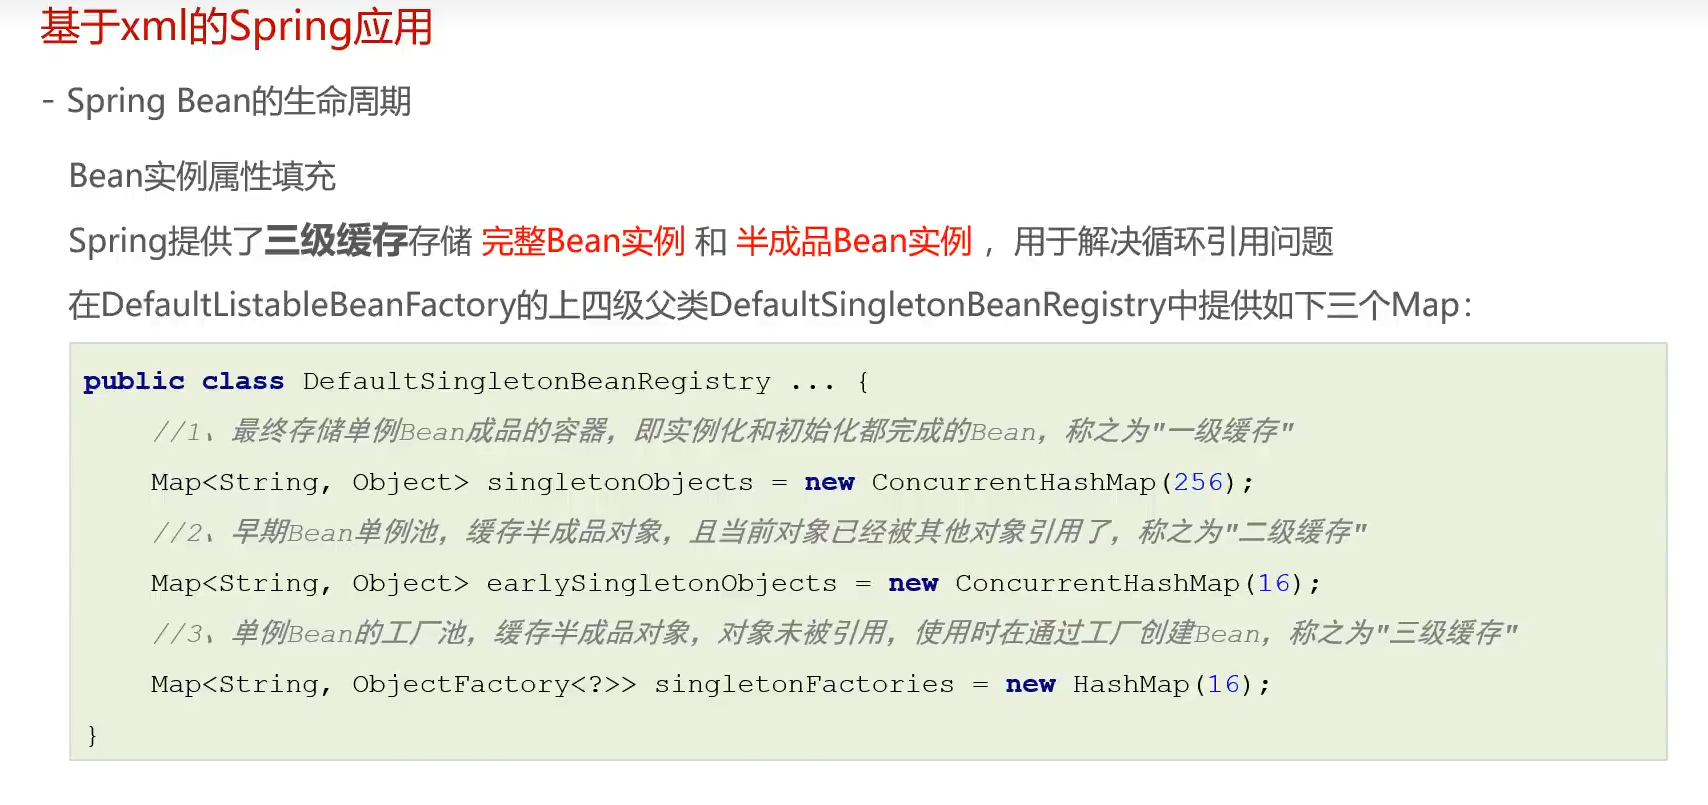 基于xml的Spring应用
- Spring Bean的生命周期
Bean实例属性填充
Spring提供了三级缓存存储 完整Bean实例 和 半成品Bean实例 ，用于解决循环引用问题
在DefaultListableBeanFactory的上四级父类DefaultSingletonBeanRegistry中提供如下三个Map：
public class DefaultSingletonBeanRegistry ... {
//1、最终存储单例Bean成品的容器，即实例化和初始化都完成的Bean，称之为"一级缓存"
Map<String, Object> singletonObjects = new ConcurrentHashMap(256);
//2、早期Bean单例池，缓存半成品对象，且当前对象已经被其他对象引用了，称之为"二级缓存"
Map<String, Object> earlySingletonObjects = new ConcurrentHashMap(16);
//3、单例Bean的工厂池，缓存半成品对象，对象未被引用，使用时在通过工厂创建Bean，称之为"三级缓存"
Map<String, ObjectFactory<?>> singletonFactories = new HashMap(16);
}